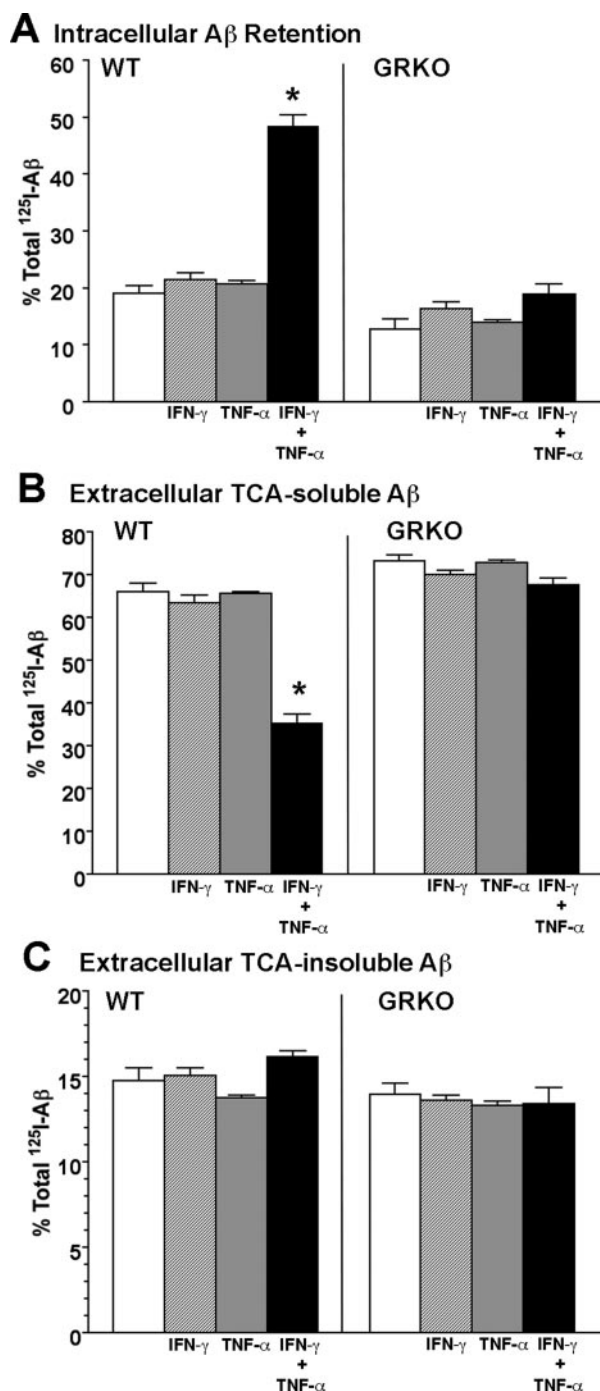 A Intracellular Aβ Retention
WT
GRKO
% Total ¹²⁵I-Aβ
60
50
40
30
20
10
0
*
IFN-γ
TNF-α
IFN-γ
+
TNF-α
IFN-γ
TNF-α
IFN-γ
+
TNF-α
B Extracellular TCA-soluble Aβ
WT
GRKO
% Total ¹²⁵I-Aβ
80
70
60
50
40
30
20
10
0
*
IFN-γ
TNF-α
IFN-γ
+
TNF-α
IFN-γ
TNF-α
IFN-γ
+
TNF-α
C Extracellular TCA-insoluble Aβ
WT
GRKO
% Total ¹²⁵I-Aβ
20
15
10
5
0
IFN-γ
TNF-α
IFN-γ
+
TNF-α
IFN-γ
TNF-α
IFN-γ
+
TNF-α